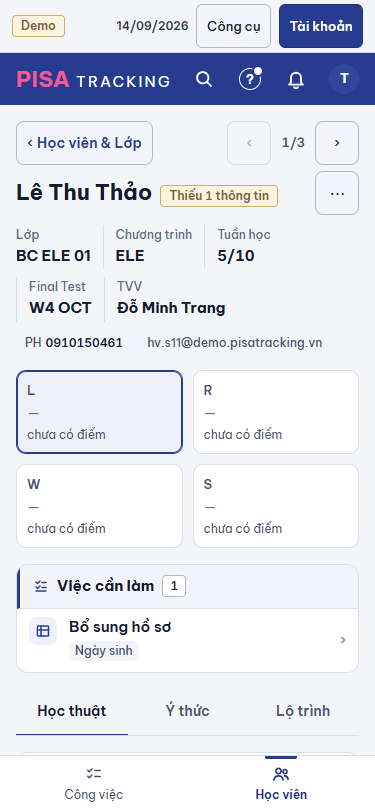 Demo 14/09/2026 Công cụ Tài khoản
PISA TRACKING ? T
‹ Học viên & Lớp ‹ 1/3 ›
Lê Thu Thảo Thiếu 1 thông tin ...
Lớp Chương trình Tuần học
BC ELE 01 ELE 5/10
Final Test TVV
W4 OCT Đỗ Minh Trang
PH 0910150461 hv.s11@demo.pisatracking.vn
L R
— —
chưa có điểm chưa có điểm
W S
— —
chưa có điểm chưa có điểm
Việc cần làm 1
Bổ sung hồ sơ
Ngày sinh ›
Học thuật Ý thức Lộ trình
Công việc Học viên